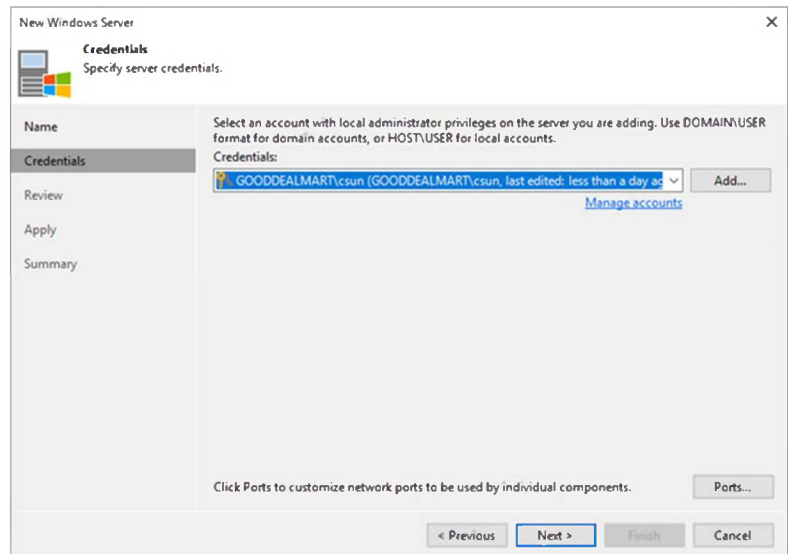 New Windows Server
Credentials
Specify server credentials.
Name
Credentials
Review
Apply
Summary
Select an account with local administrator privileges on the server you are adding. Use DOMAIN\USER
format for domain accounts, or HOST\USER for local accounts.
Credentials:
GOODDEALMART\csun (GOODDEALMART\csun, last edited: less than a day ag
Add...
Manage accounts
Click Ports to customize network ports to be used by individual components.
Ports...
< Previous
Next >
Finish
Cancel